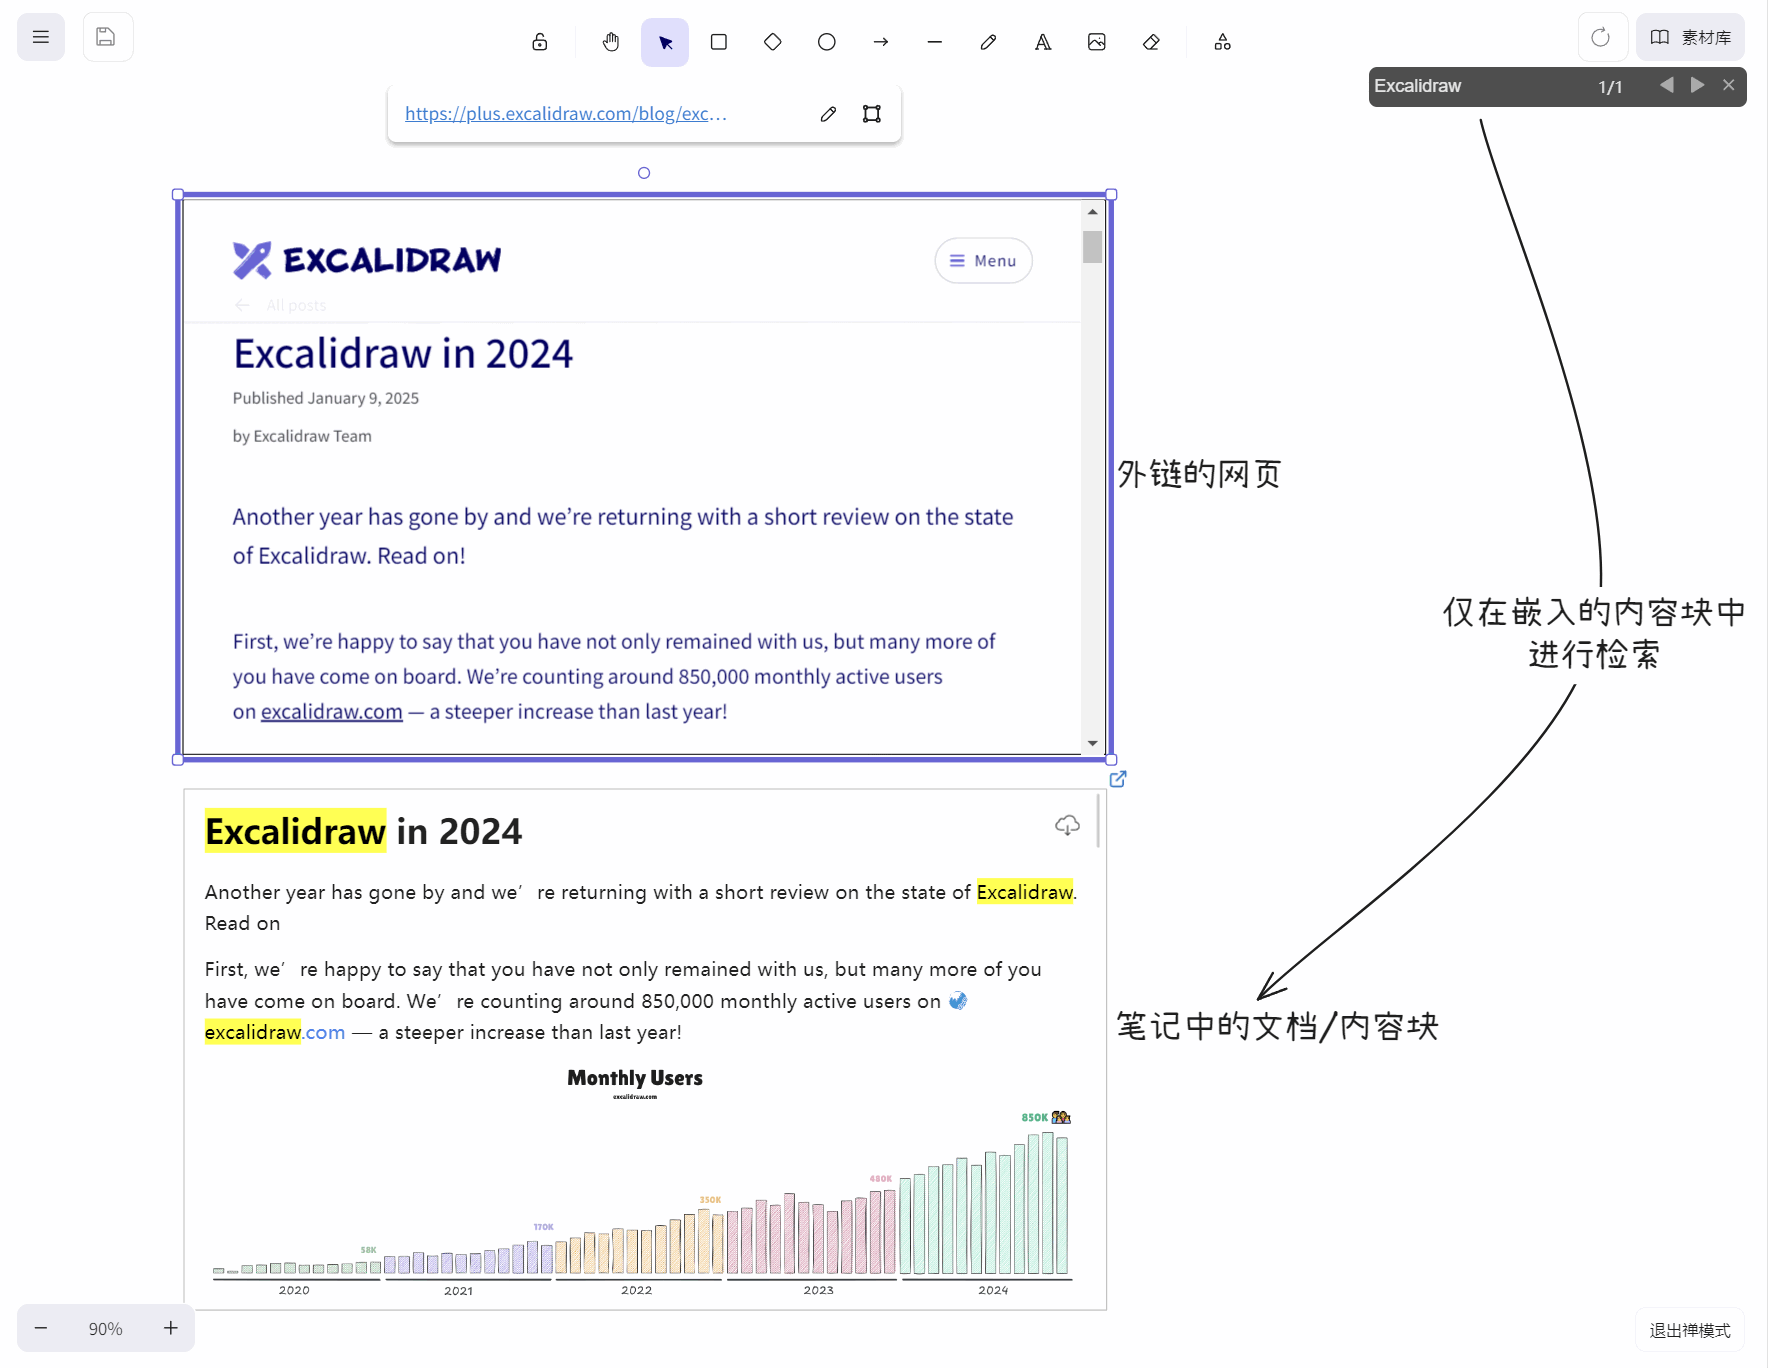 素材库
Excalidraw 1/1
https://plus.excalidraw.com/blog/exc…
EXCALIDRAW
Menu
All posts
Excalidraw in 2024
Published January 9, 2025
by Excalidraw Team
Another year has gone by and we’re returning with a short review on the state
of Excalidraw. Read on!
First, we’re happy to say that you have not only remained with us, but many more of
you have come on board. We’re counting around 850,000 monthly active users
on excalidraw.com — a steeper increase than last year!
外链的网页
仅在嵌入的内容块中
进行检索
Excalidraw in 2024
Another year has gone by and we’re returning with a short review on the state of Excalidraw.
Read on
First, we’re happy to say that you have not only remained with us, but many more of you
have come on board. We’re counting around 850,000 monthly active users on
excalidraw.com — a steeper increase than last year!
笔记中的文档/内容块
Monthly Users
excalidraw.com
850K
480K
350K
170K
58K
2020 2021 2022 2023 2024
90%
退出禅模式